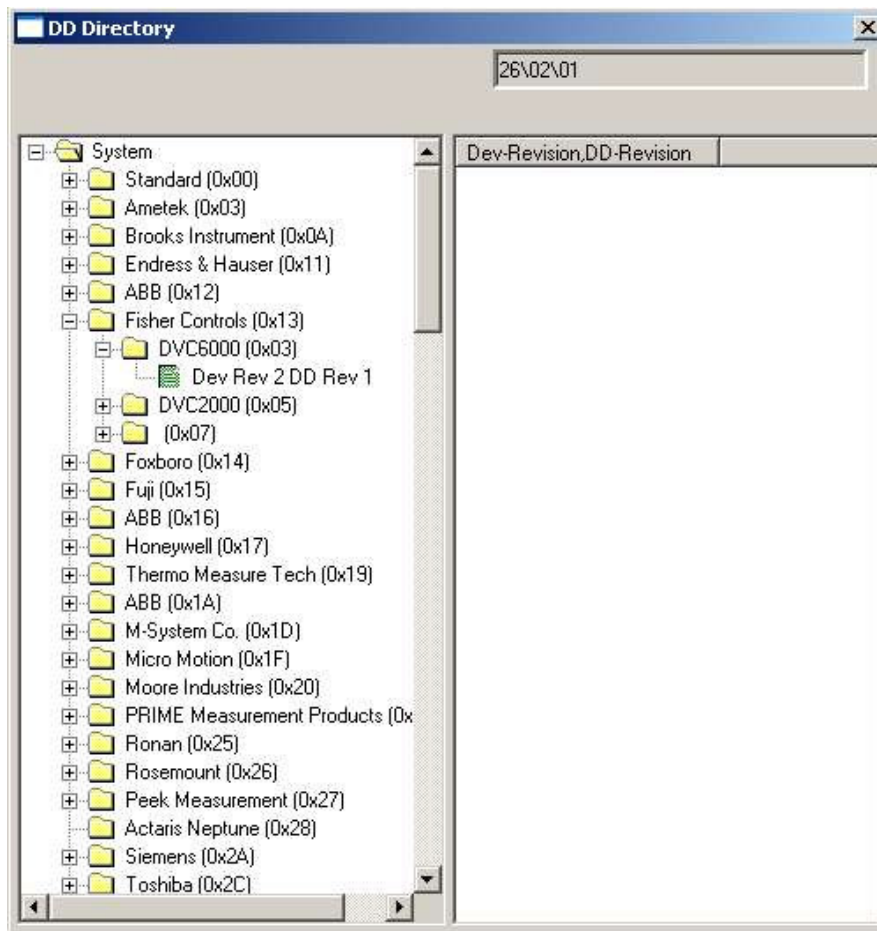 DD Directory
26\02\01
System
Dev-Revision,DD-Revision
Standard (0x00)
Ametek (0x03)
Brooks Instrument (0x0A)
Endress & Hauser (0x11)
ABB (0x12)
Fisher Controls (0x13)
DVC6000 (0x03)
Dev Rev 2 DD Rev 1
DVC2000 (0x05)
(0x07)
Foxboro (0x14)
Fuji (0x15)
ABB (0x16)
Honeywell (0x17)
Thermo Measure Tech (0x19)
ABB (0x1A)
M-System Co. (0x1D)
Micro Motion (0x1F)
Moore Industries (0x20)
PRIME Measurement Products (0x
Ronan (0x25)
Rosemount (0x26)
Peek Measurement (0x27)
Actaris Neptune (0x28)
Siemens (0x2A)
Toshiba (0x2C)